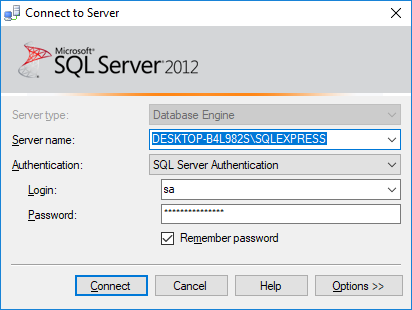 Connect to Server
Microsoft®
SQL Server® 2012
Server type: Database Engine
Server name: DESKTOP-B4L982S\SQLEXPRESS
Authentication: SQL Server Authentication
Login: sa
Password: ***************
Remember password
Connect Cancel Help Options >>